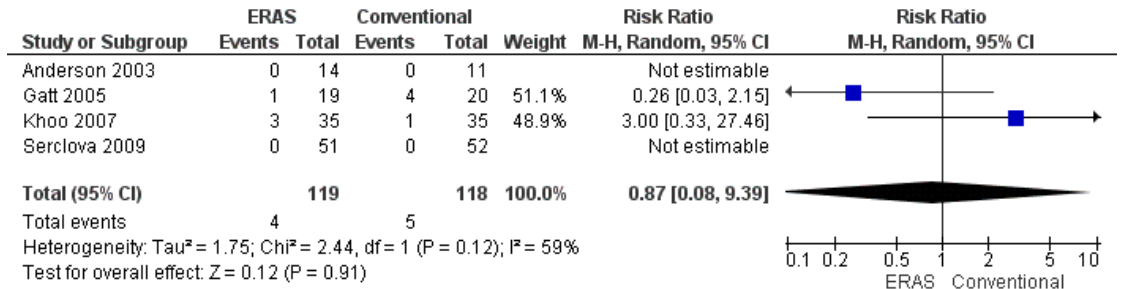 ERAS Conventional Risk Ratio Risk Ratio
Study or Subgroup Events Total Events Total Weight M-H, Random, 95% CI M-H, Random, 95% CI
Anderson 2003 0 14 0 11 Not estimable
Gatt 2005 1 19 4 20 51.1% 0.26 [0.03, 2.15]
Khoo 2007 3 35 1 35 48.9% 3.00 [0.33, 27.46]
Serclova 2009 0 51 0 52 Not estimable
Total (95% CI) 119 118 100.0% 0.87 [0.08, 9.39]
Total events 4 5
Heterogeneity: Tau² = 1.75; Chi² = 2.44, df = 1 (P = 0.12); I² = 59%
Test for overall effect: Z = 0.12 (P = 0.91)
0.1 0.2 0.5 1 2 5 10
ERAS Conventional